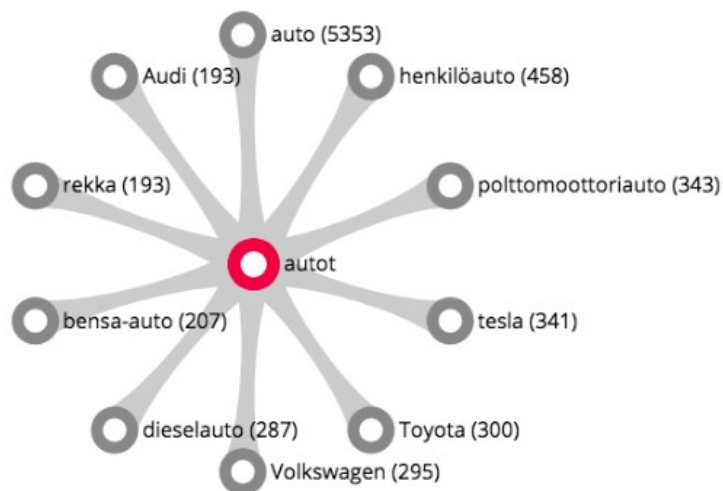 auto (5353)
Audi (193)
henkilöauto (458)
rekka (193)
polttomoottoriauto (343)
autot
bensa-auto (207)
tesla (341)
dieselauto (287)
Toyota (300)
Volkswagen (295)